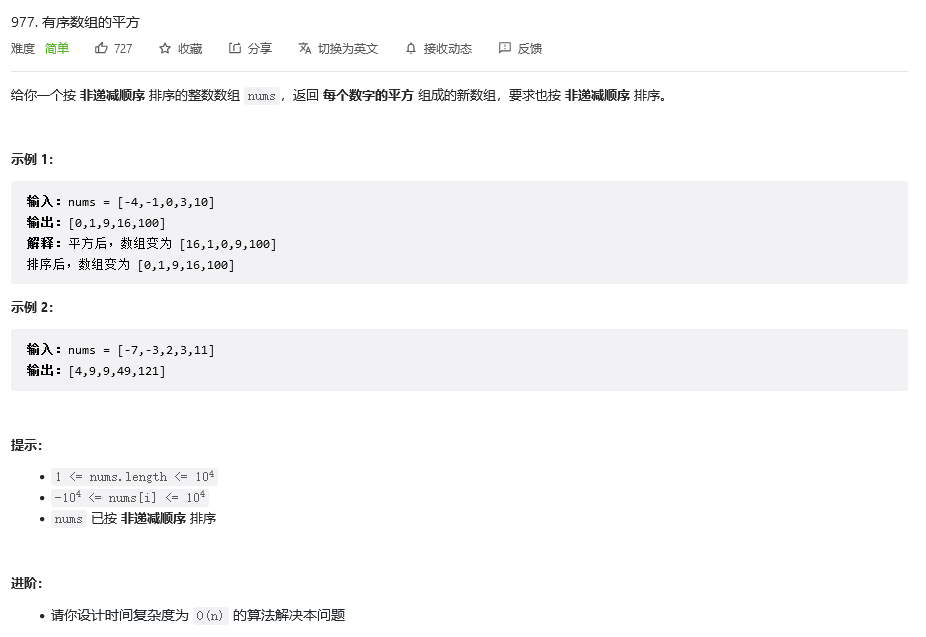 977. 有序数组的平方
难度 简单 727 收藏 分享 切换为英文 接收动态 反馈
给你一个按 非递减顺序 排序的整数数组 nums，返回 每个数字的平方 组成的新数组，要求也按 非递减顺序 排序。
示例 1：
输入：nums = [-4,-1,0,3,10]
输出：[0,1,9,16,100]
解释：平方后，数组变为 [16,1,0,9,100]
排序后，数组变为 [0,1,9,16,100]
示例 2：
输入：nums = [-7,-3,2,3,11]
输出：[4,9,9,49,121]
提示：
• 1 <= nums.length <= 10⁴
• -10⁴ <= nums[i] <= 10⁴
• nums 已按 非递减顺序 排序
进阶：
• 请你设计时间复杂度为 O(n) 的算法解决本问题